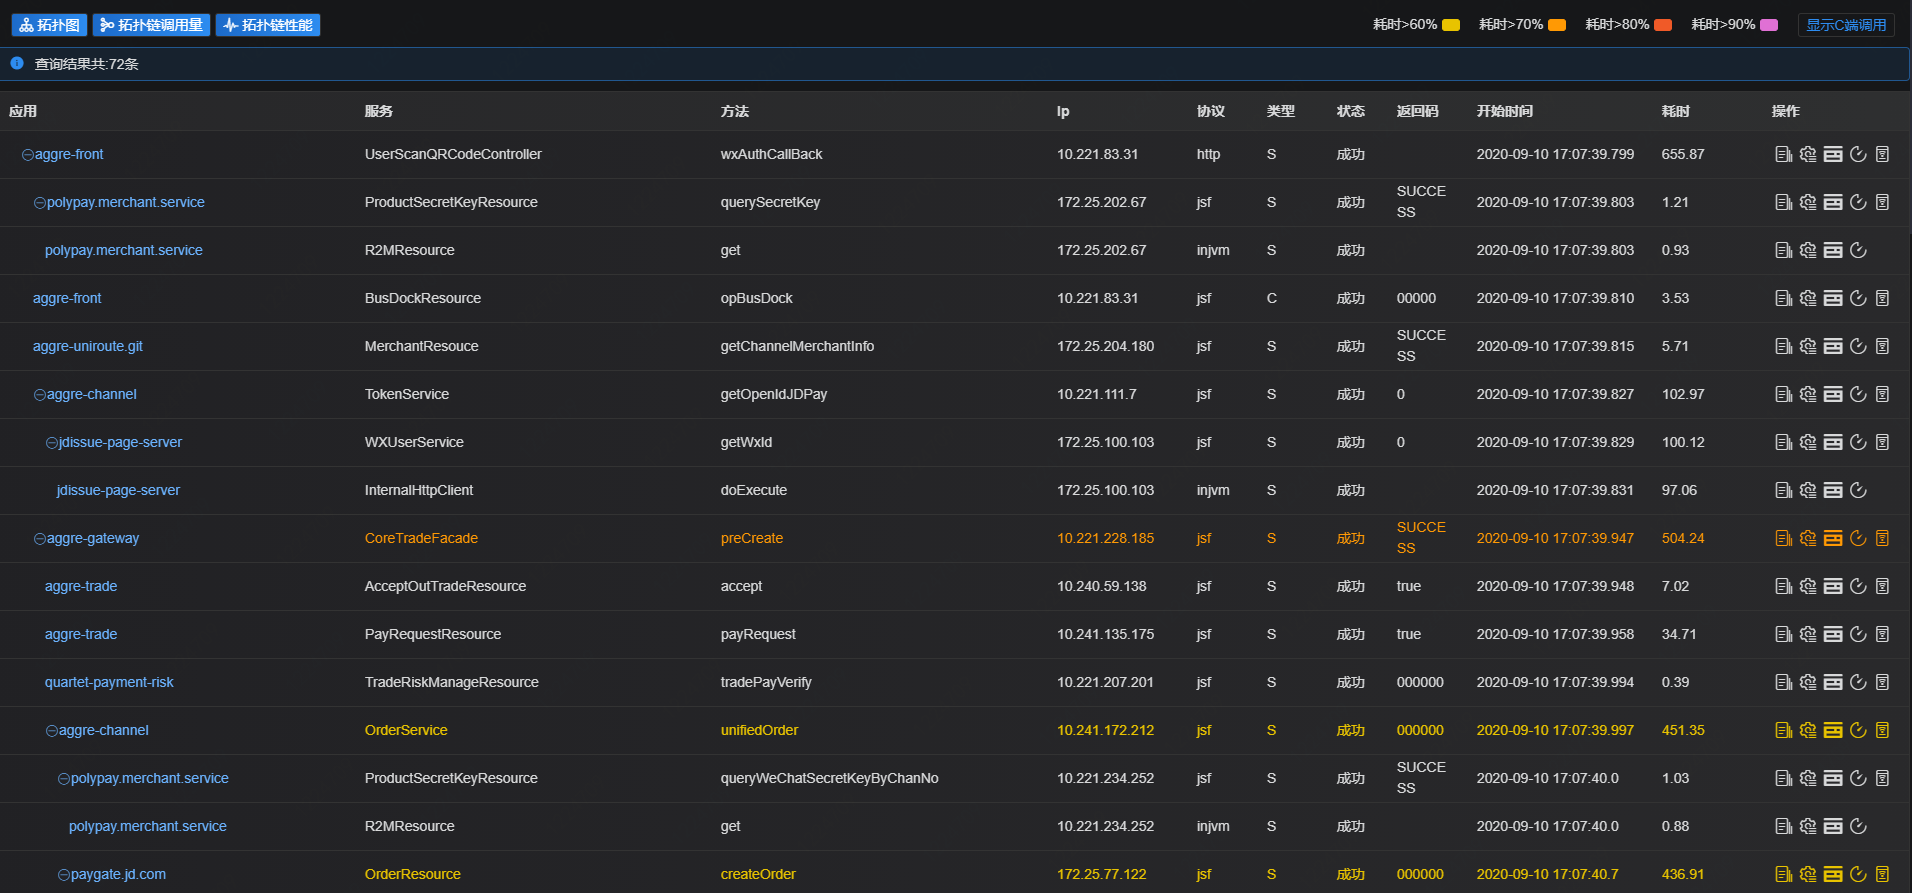 拓扑图 拓扑链调用量 拓扑链性能 耗时>60% 耗时>70% 耗时>80% 耗时>90% 显示C端调用
查询结果共:72条
应用 服务 方法 Ip 协议 类型 状态 返回码 开始时间 耗时 操作
aggre-front UserScanQRCodeController wxAuthCallBack 10.221.83.31 http S 成功 2020-09-10 17:07:39.799 655.87
polypay.merchant.service ProductSecretKeyResource querySecretKey 172.25.202.67 jsf S 成功 SUCCE
SS 2020-09-10 17:07:39.803 1.21
polypay.merchant.service R2MResource get 172.25.202.67 injvm S 成功 2020-09-10 17:07:39.803 0.93
aggre-front BusDockResource opBusDock 10.221.83.31 jsf C 成功 00000 2020-09-10 17:07:39.810 3.53
aggre-uniroute.git MerchantResouce getChannelMerchantInfo 172.25.204.180 jsf S 成功 SUCCE
SS 2020-09-10 17:07:39.815 5.71
aggre-channel TokenService getOpenIdJDPay 10.221.111.7 jsf S 成功 0 2020-09-10 17:07:39.827 102.97
jdissue-page-server WXUserService getWxId 172.25.100.103 jsf S 成功 0 2020-09-10 17:07:39.829 100.12
jdissue-page-server InternalHttpClient doExecute 172.25.100.103 injvm S 成功 2020-09-10 17:07:39.831 97.06
aggre-gateway CoreTradeFacade preCreate 10.221.228.185 jsf S 成功 SUCCE
SS 2020-09-10 17:07:39.947 504.24
aggre-trade AcceptOutTradeResource accept 10.240.59.138 jsf S 成功 true 2020-09-10 17:07:39.948 7.02
aggre-trade PayRequestResource payRequest 10.241.135.175 jsf S 成功 true 2020-09-10 17:07:39.958 34.71
quartet-payment-risk TradeRiskManageResource tradePayVerify 10.221.207.201 jsf S 成功 000000 2020-09-10 17:07:39.994 0.39
aggre-channel OrderService unifiedOrder 10.241.172.212 jsf S 成功 000000 2020-09-10 17:07:39.997 451.35
polypay.merchant.service ProductSecretKeyResource queryWeChatSecretKeyByChanNo 10.221.234.252 jsf S 成功 SUCCE
SS 2020-09-10 17:07:40.0 1.03
polypay.merchant.service R2MResource get 10.221.234.252 injvm S 成功 2020-09-10 17:07:40.0 0.88
paygate.jd.com OrderResource createOrder 172.25.77.122 jsf S 成功 000000 2020-09-10 17:07:40.7 436.91